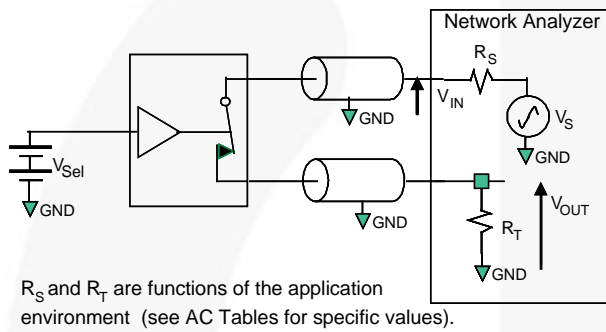 Network Analyzer
R_S
V_IN
GND
V_S
GND
V_Sel
GND
GND
V_OUT
R_T
GND
R_S and R_T are functions of the application
environment (see AC Tables for specific values).